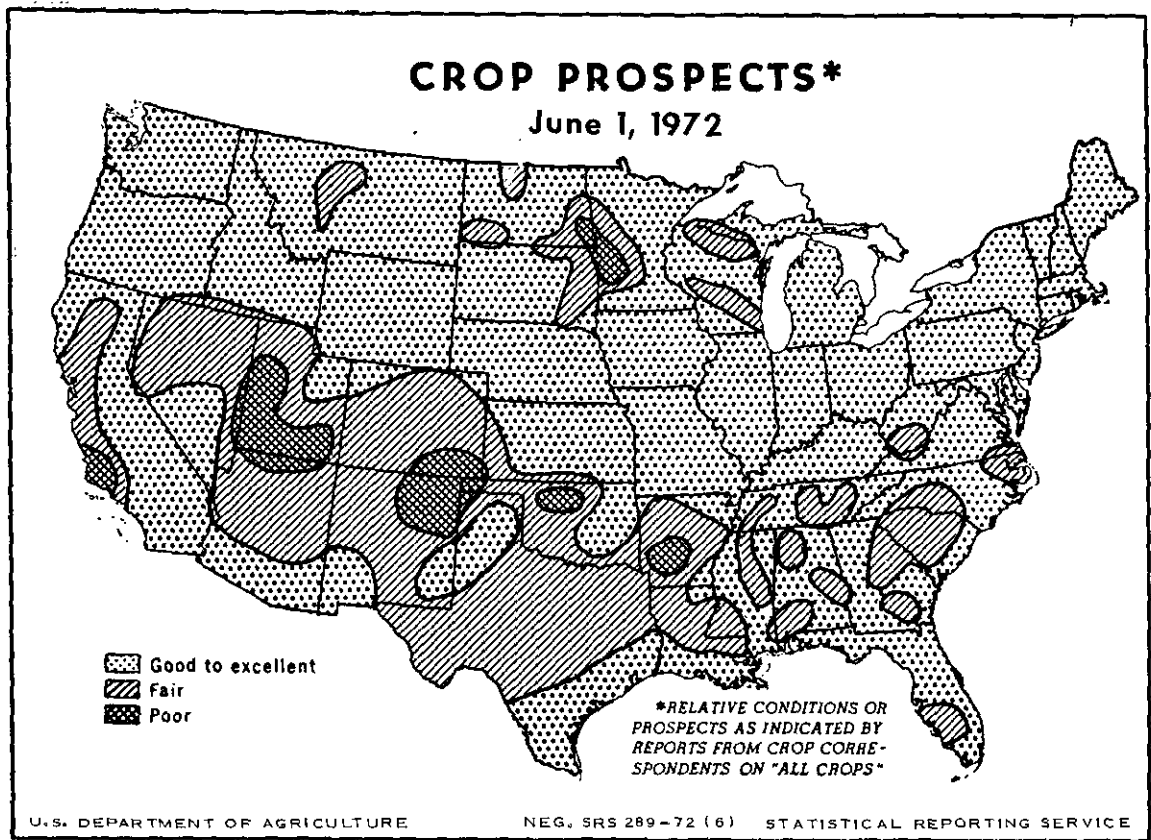 CROP PROSPECTS*
June 1, 1972
Good to excellent
Fair
Poor
*RELATIVE CONDITIONS OR
PROSPECTS AS INDICATED BY
REPORTS FROM CROP CORRE-
SPONDENTS ON "ALL CROPS"
U.S. DEPARTMENT OF AGRICULTURE NEG. SRS 289-72 (6) STATISTICAL REPORTING SERVICE